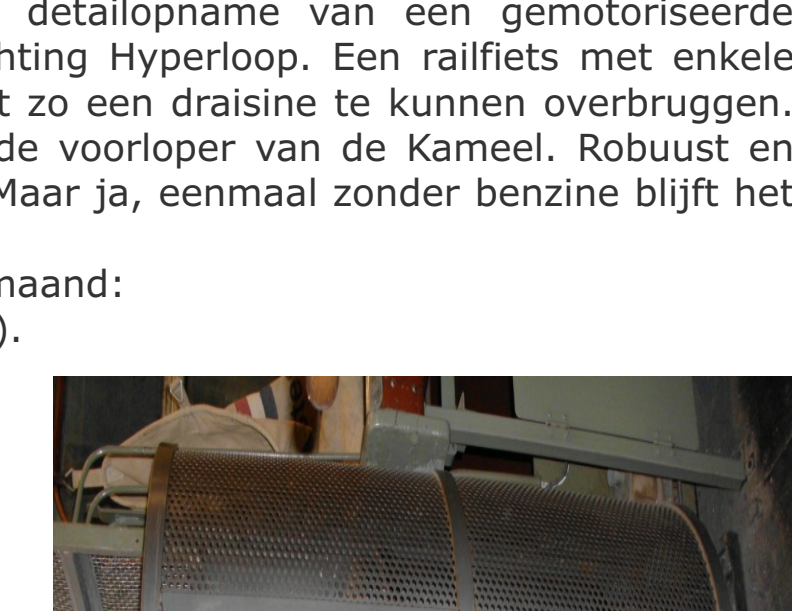 detailopname van een gemotoriseerde
hting Hyperloop. Een railfiets met enkele
t zo een draisine te kunnen overbruggen.
de voorloper van de Kameel. Robuust en
Maar ja, eenmaal zonder benzine blijft het
maand:
).